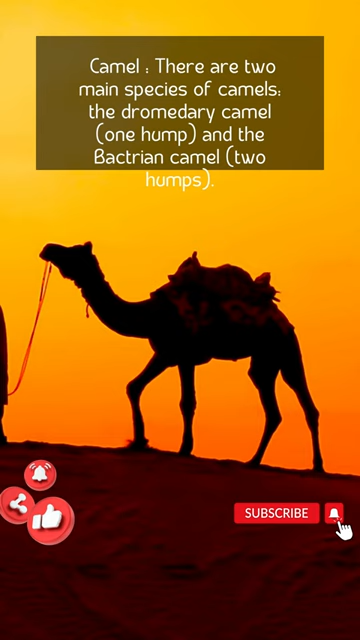 Camel : There are two
main species of camels:
the dromedary camel
(one hump) and the
Bactrian camel (two
humps).
SUBSCRIBE